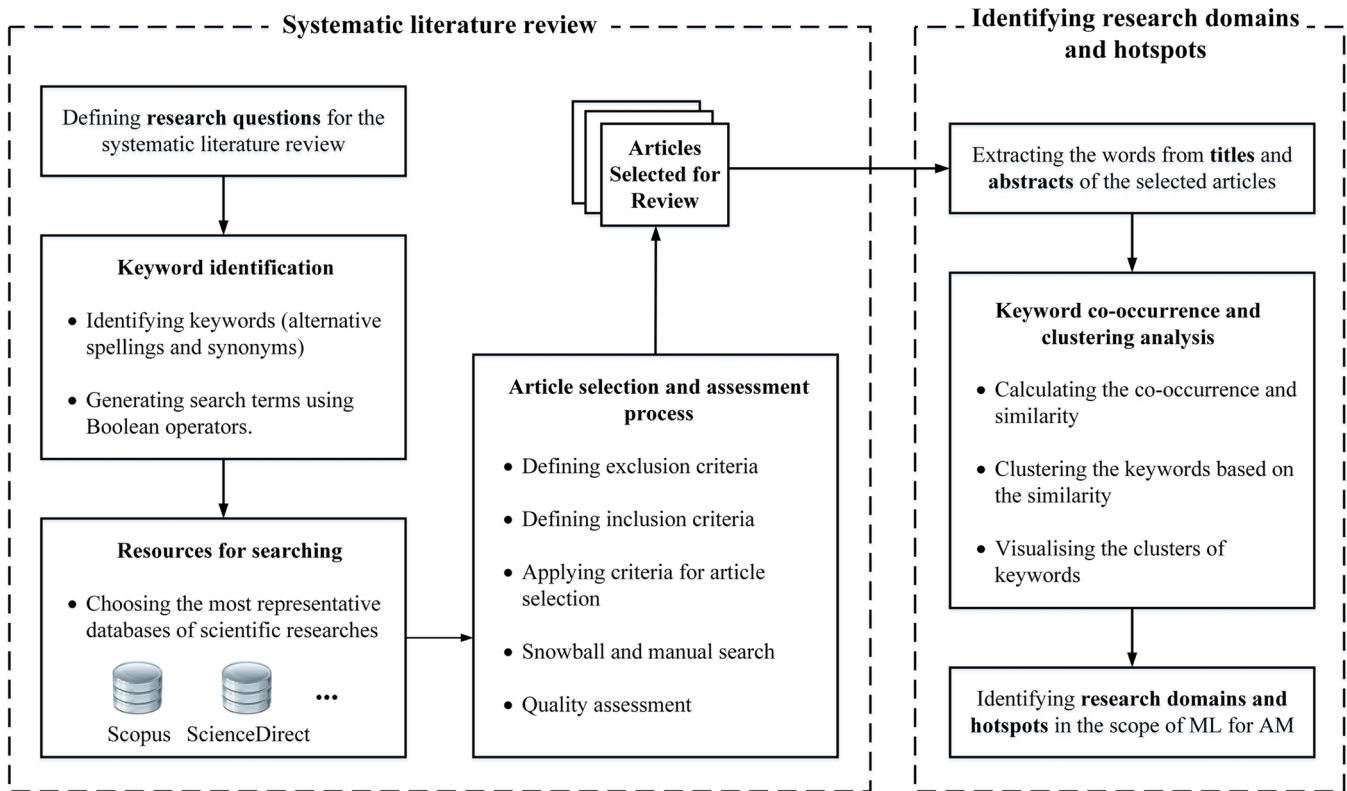 Systematic literature review
Defining research questions for the
systematic literature review
Keyword identification
• Identifying keywords (alternative
spellings and synonyms)
• Generating search terms using
Boolean operators.
Resources for searching
• Choosing the most representative
databases of scientific researches
Scopus
ScienceDirect
...
Article selection and assessment
process
• Defining exclusion criteria
• Defining inclusion criteria
• Applying criteria for article
selection
• Snowball and manual search
• Quality assessment
Articles
Selected for
Review
Identifying research domains
and hotspots
Extracting the words from titles and
abstracts of the selected articles
Keyword co-occurrence and
clustering analysis
• Calculating the co-occurrence and
similarity
• Clustering the keywords based on
the similarity
• Visualising the clusters of
keywords
Identifying research domains and
hotspots in the scope of ML for AM